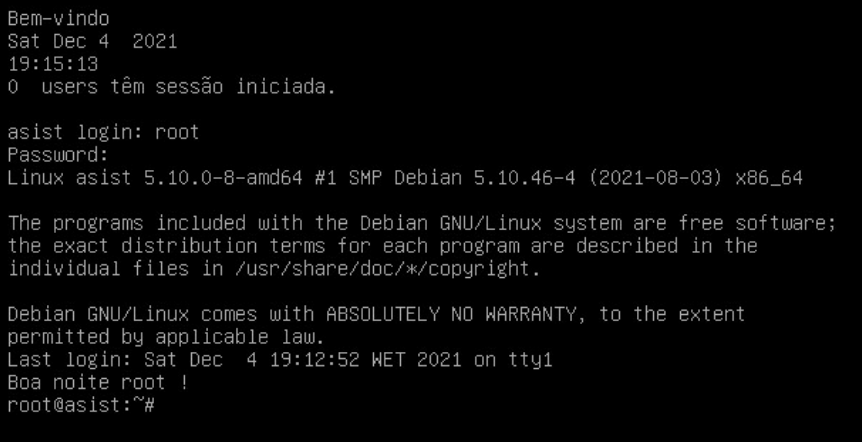 Bem-vindo
Sat Dec 4  2021
19:15:13
0  users têm sessão iniciada.

asist login: root
Password:
Linux asist 5.10.0-8-amd64 #1 SMP Debian 5.10.46-4 (2021-08-03) x86_64

The programs included with the Debian GNU/Linux system are free software;
the exact distribution terms for each program are described in the
individual files in /usr/share/doc/*/copyright.

Debian GNU/Linux comes with ABSOLUTELY NO WARRANTY, to the extent
permitted by applicable law.
Last login: Sat Dec  4 19:12:52 WET 2021 on tty1
Boa noite root !
root@asist:~#